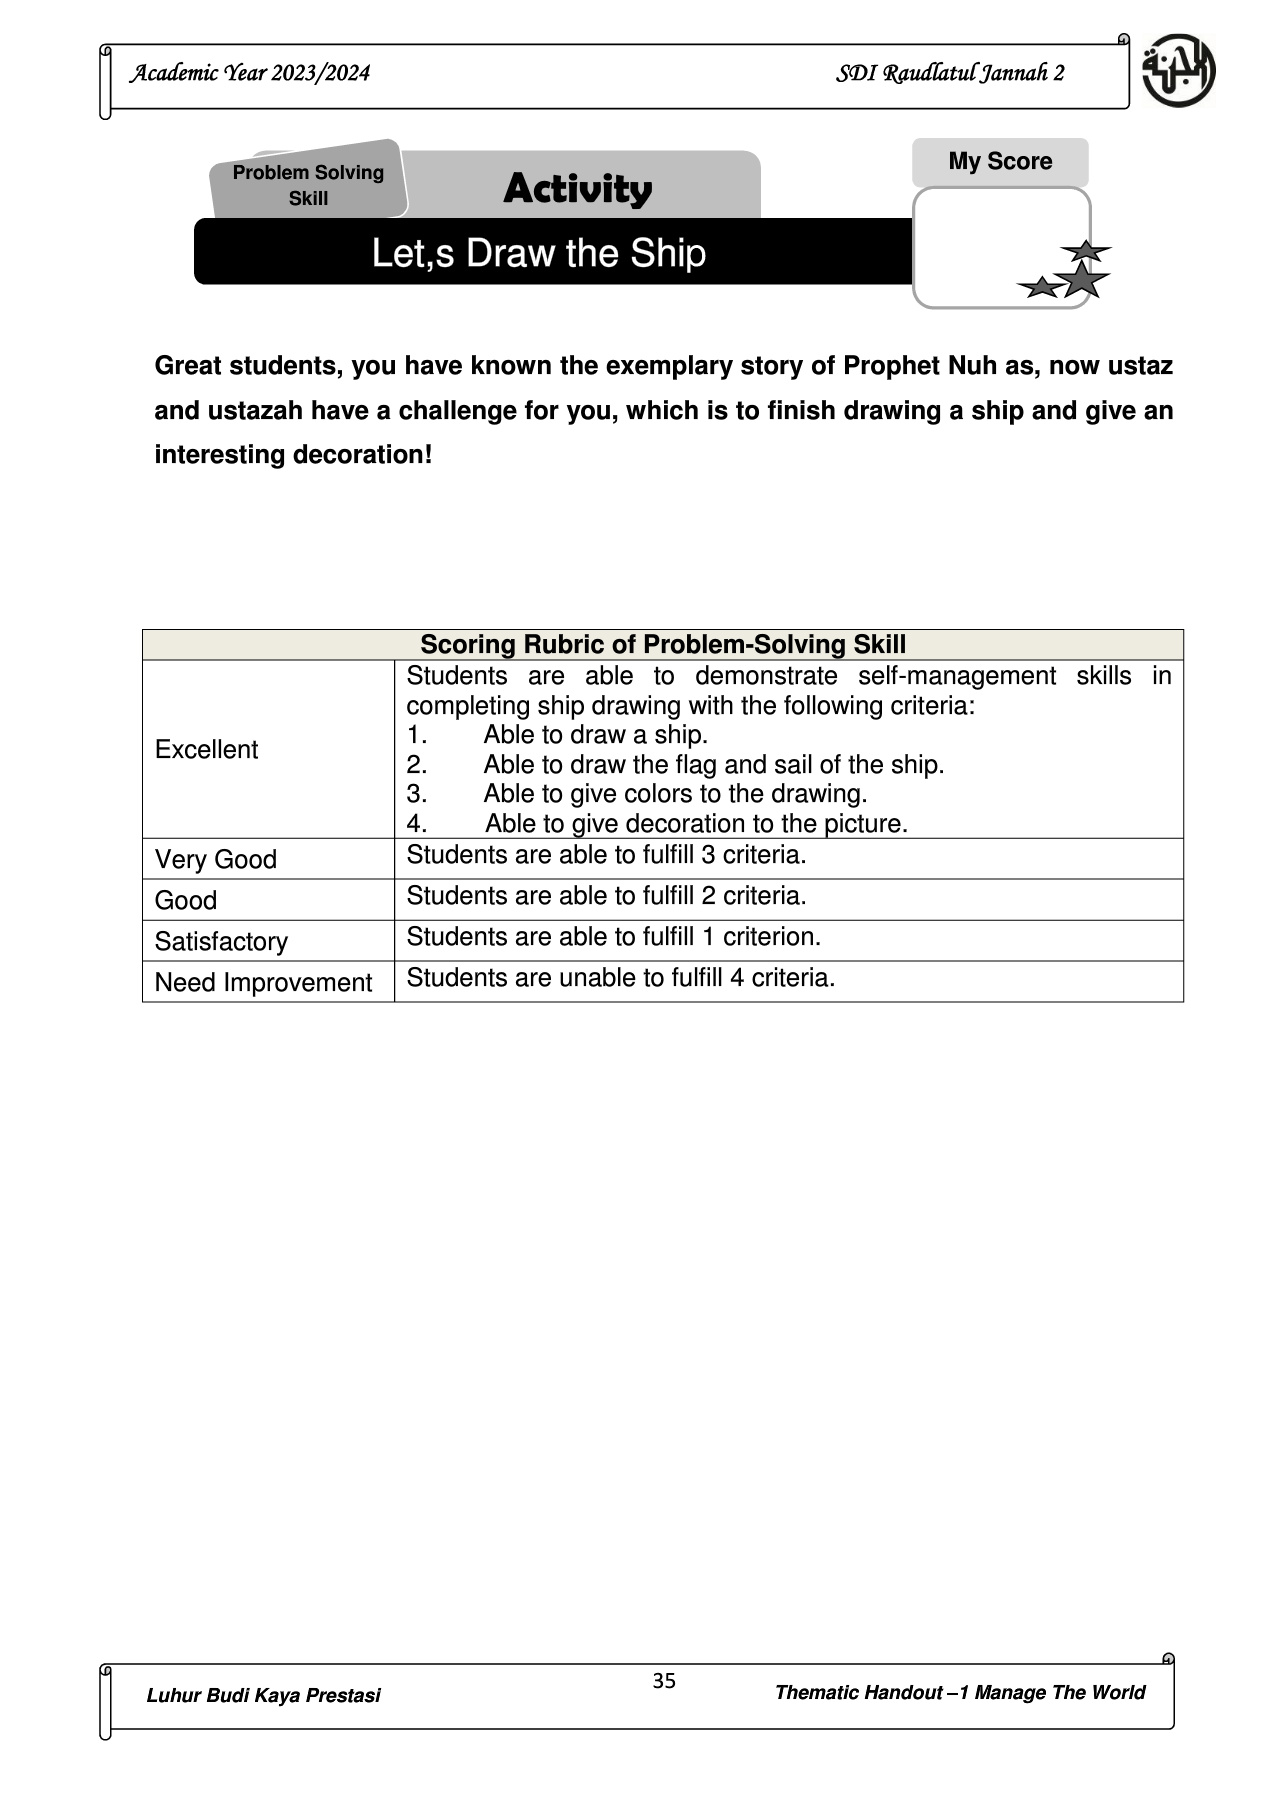 Academic Year 2023/2024 SDI Raudlatul Jannah 2
Problem Solving
Skill
Activity
My Score
Let,s Draw the Ship
Great students, you have known the exemplary story of Prophet Nuh as, now ustaz
and ustazah have a challenge for you, which is to finish drawing a ship and give an
interesting decoration!
Scoring Rubric of Problem-Solving Skill
Excellent
Students are able to demonstrate self-management skills in
completing ship drawing with the following criteria:
1. Able to draw a ship.
2. Able to draw the flag and sail of the ship.
3. Able to give colors to the drawing.
4. Able to give decoration to the picture.
Very Good Students are able to fulfill 3 criteria.
Good Students are able to fulfill 2 criteria.
Satisfactory Students are able to fulfill 1 criterion.
Need Improvement Students are unable to fulfill 4 criteria.
Luhur Budi Kaya Prestasi 35 Thematic Handout –1 Manage The World